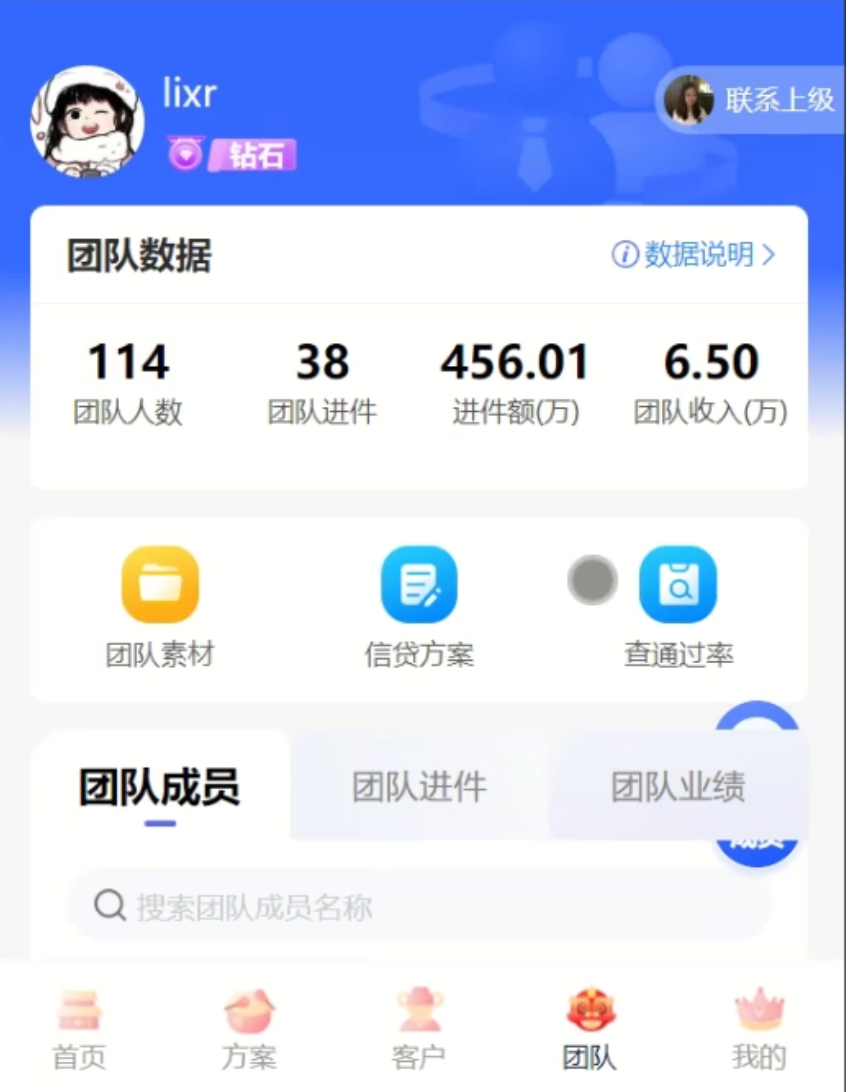 lixr
联系上级
钻石
团队数据
数据说明
114 38 456.01 6.50
团队人数 团队进件 进件额(万) 团队收入(万)
团队素材 信贷方案 查通过率
团队成员 团队进件 团队业绩
搜索团队成员名称
首页 方案 客户 团队 我的